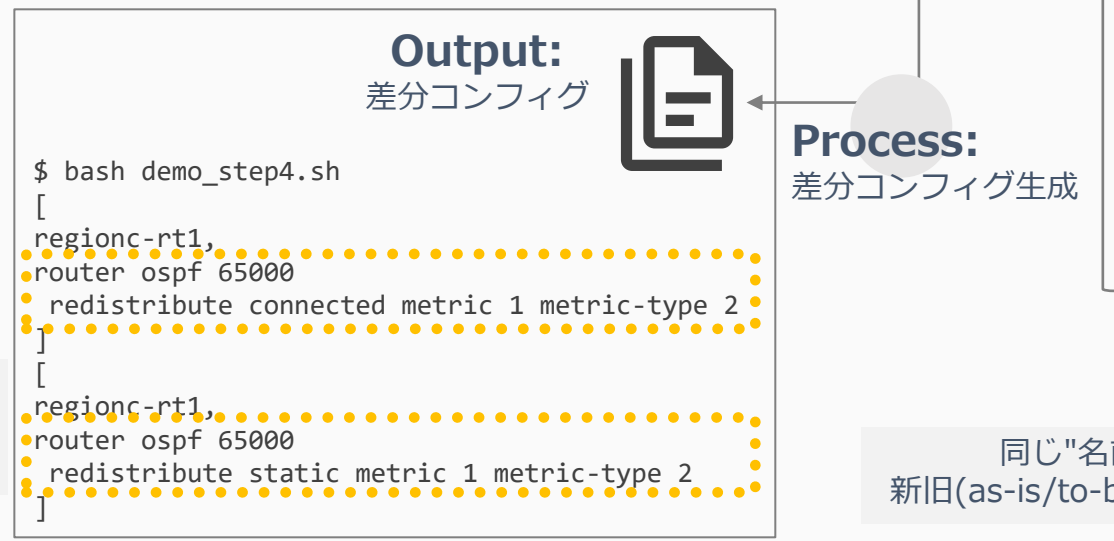 Output:
差分コンフィグ
$ bash demo_step4.sh
[
regionc-rt1,
router ospf 65000
 redistribute connected metric 1 metric-type 2
]
[
regionc-rt1,
router ospf 65000
 redistribute static metric 1 metric-type 2
]
Process:
差分コンフィグ生成
同じ"名
新旧(as-is/to-b